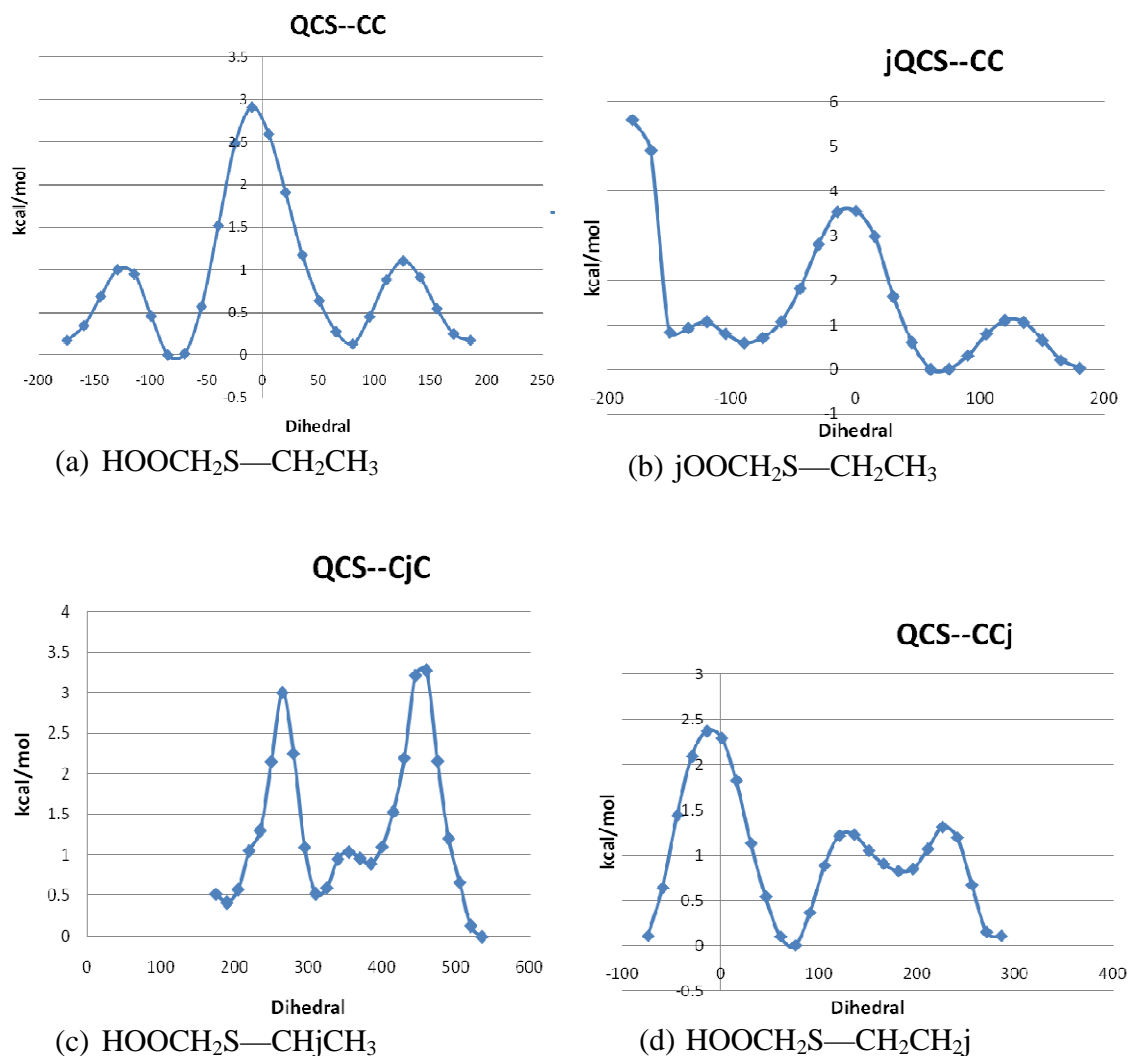 QCS--CC
3.5
3
2.5
2
1.5
1
0.5
0
-0.5
-200 -150 -100 -50 0 50 100 150 200 250
kcal/mol
Dihedral
(a) HOOCH₂S—CH₂CH₃
jQCS--CC
6
5
4
3
2
1
0
-1
-200 -100 0 100 200
kcal/mol
Dihedral
(b) jOOCH₂S—CH₂CH₃
QCS--CjC
4
3.5
3
2.5
2
1.5
1
0.5
0
0 100 200 300 400 500 600
kcal/mol
Dihedral
(c) HOOCH₂S—CHjCH₃
QCS--CCj
3
2.5
2
1.5
1
0.5
0
-0.5
-100 0 100 200 300 400
kcal/mol
Dihedral
(d) HOOCH₂S—CH₂CH₂j